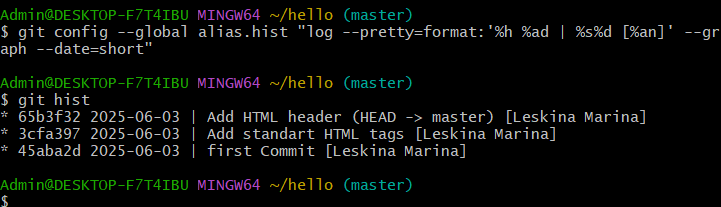 Admin@DESKTOP-F7T4IBU MINGW64 ~/hello (master)
$ git config --global alias.hist "log --pretty=format:'%h %ad | %s%d [%an]' --gr
aph --date=short"
Admin@DESKTOP-F7T4IBU MINGW64 ~/hello (master)
$ git hist
* 65b3f32 2025-06-03 | Add HTML header (HEAD -> master) [Leskina Marina]
* 3cfa397 2025-06-03 | Add standart HTML tags [Leskina Marina]
* 45aba2d 2025-06-03 | first Commit [Leskina Marina]
Admin@DESKTOP-F7T4IBU MINGW64 ~/hello (master)
$